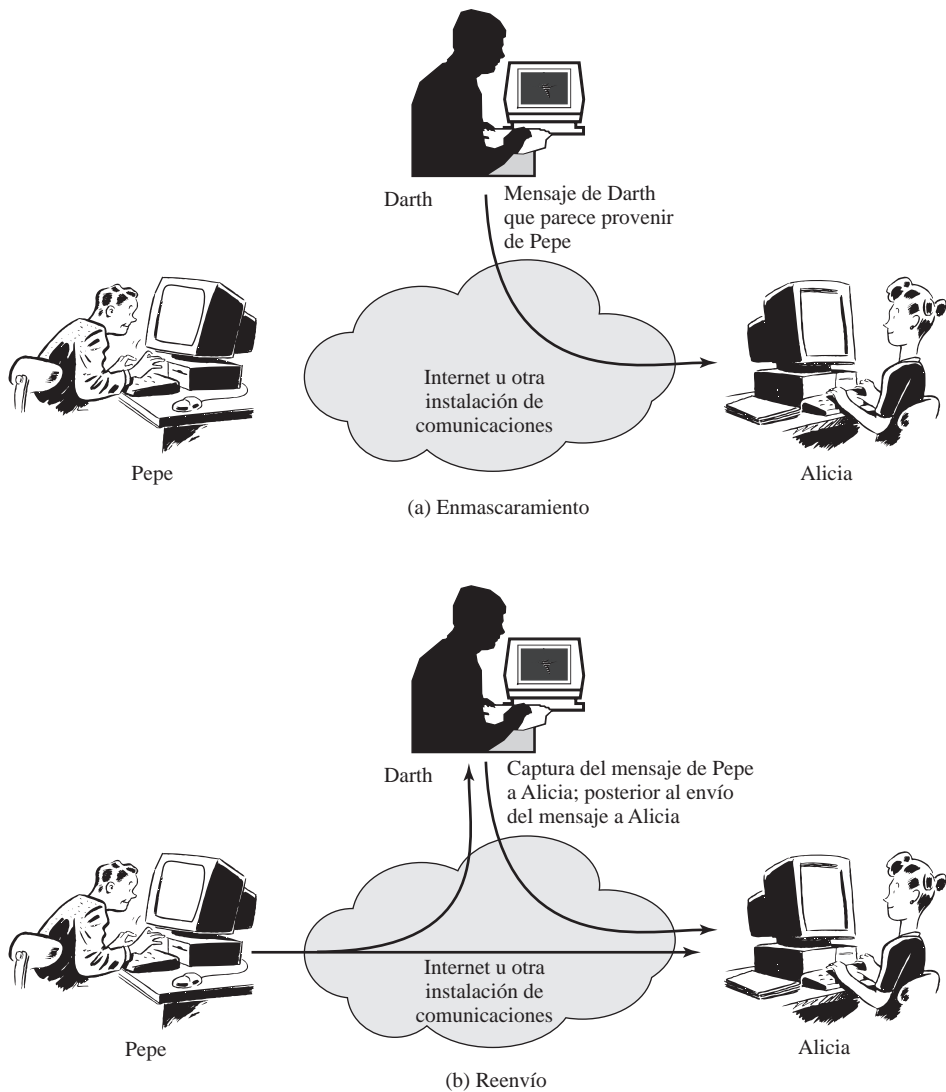 Darth
Mensaje de Darth
que parece provenir
de Pepe
Internet u otra
instalación de
comunicaciones
Pepe
Alicia
(a) Enmascaramiento
Darth
Captura del mensaje de Pepe
a Alicia; posterior al envío
del mensaje a Alicia
Internet u otra
instalación de
comunicaciones
Pepe
Alicia
(b) Reenvío